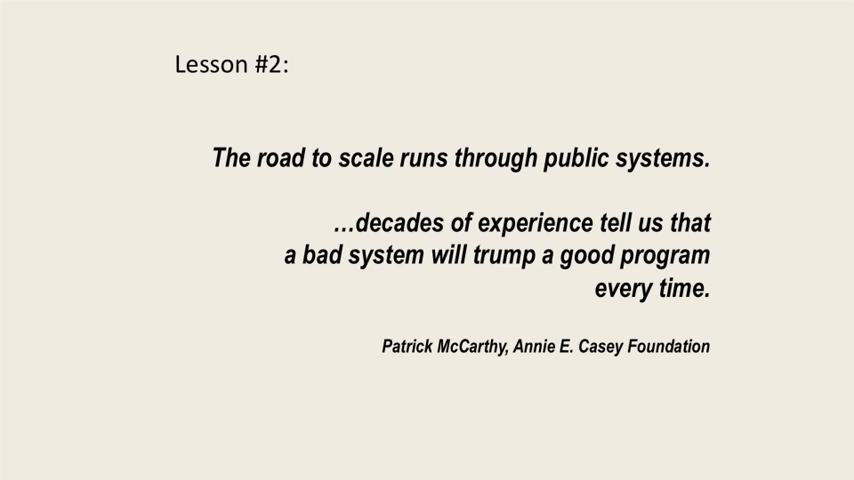 Lesson #2:
The road to scale runs through public systems.
…decades of experience tell us that
a bad system will trump a good program
every time.
Patrick McCarthy, Annie E. Casey Foundation